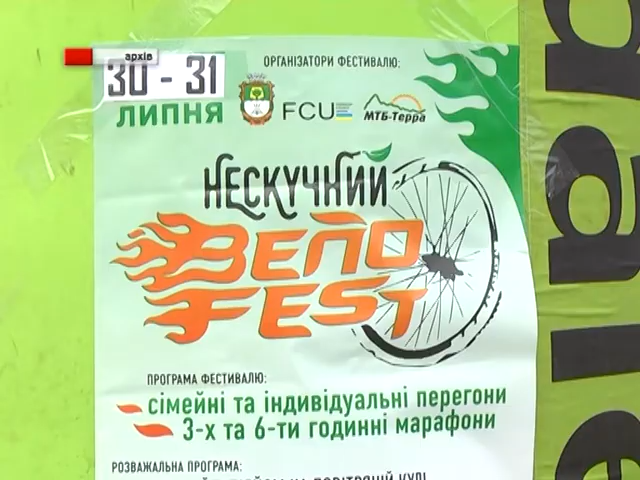 архів
30 - 31
ЛИПНЯ
ОРГАНІЗАТОРИ ФЕСТИВАЛЮ:
FCU
МТБ-Терра
НЕСКУЧНИЙ
ВЕЛО
FEST
ПРОГРАМА ФЕСТИВАЛЮ:
сімейні та індивідуальні перегони
3-х та 6-ти годинні марафони
РОЗВАЖАЛЬНА ПРОГРАМА: